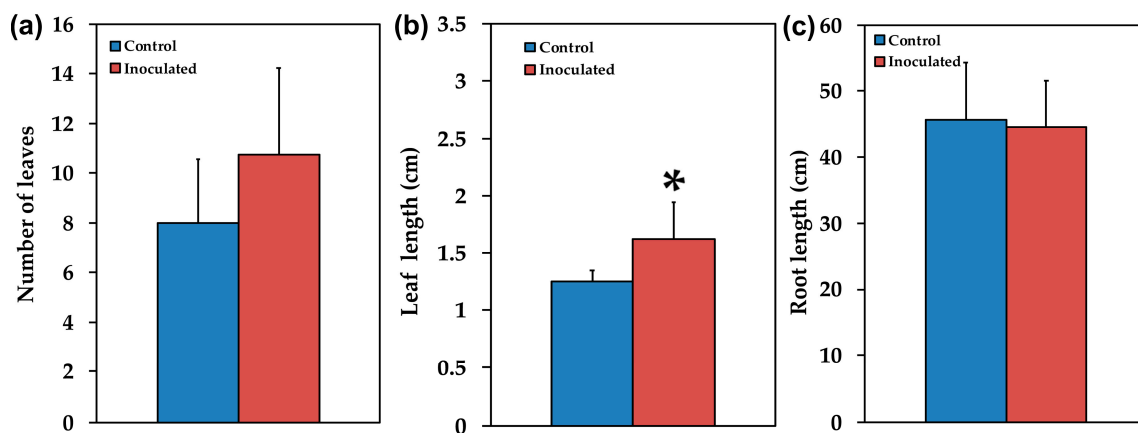 (a)
Number of leaves
16
14
12
10
8
6
4
2
0
Control
Inoculated
(b)
Leaf length (cm)
3.5
3
2.5
2
1.5
1
0.5
0
Control
Inoculated
*
(c)
Root length (cm)
60
50
40
30
20
10
0
Control
Inoculated